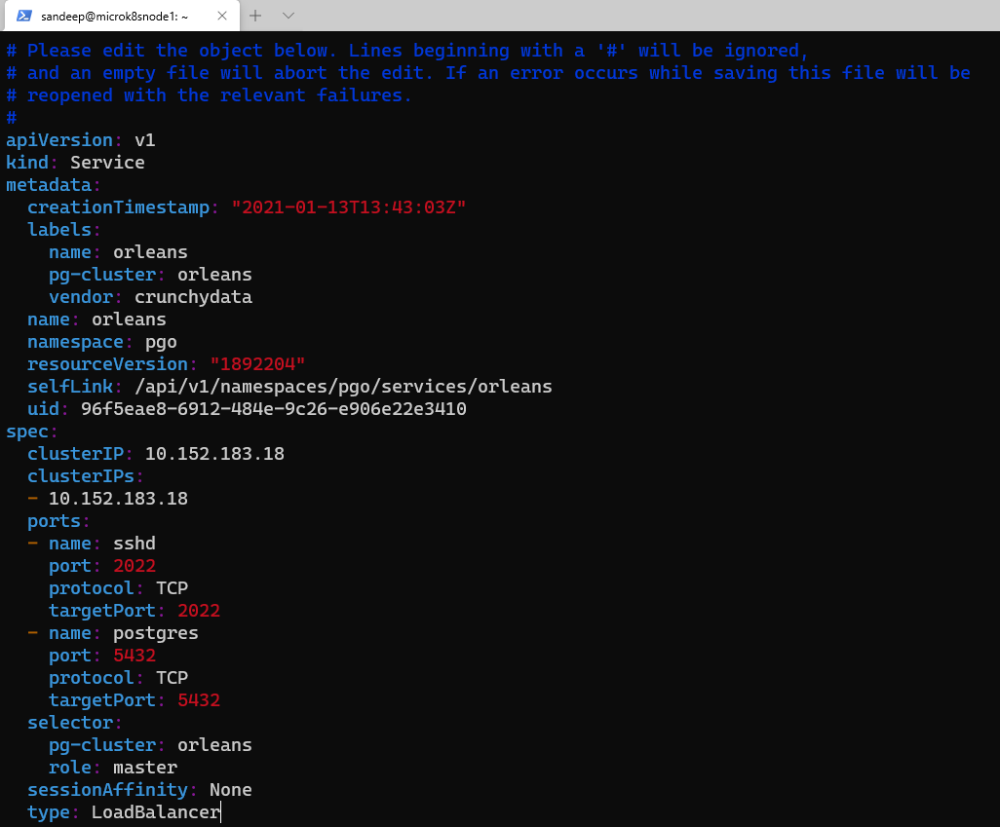 sandeep@microk8snode1: ~
# Please edit the object below. Lines beginning with a '#' will be ignored,
# and an empty file will abort the edit. If an error occurs while saving this file will be
# reopened with the relevant failures.
#
apiVersion: v1
kind: Service
metadata:
  creationTimestamp: "2021-01-13T13:43:03Z"
  labels:
    name: orleans
    pg-cluster: orleans
    vendor: crunchydata
  name: orleans
  namespace: pgo
  resourceVersion: "1892204"
  selfLink: /api/v1/namespaces/pgo/services/orleans
  uid: 96f5eae8-6912-484e-9c26-e906e22e3410
spec:
  clusterIP: 10.152.183.18
  clusterIPs:
  - 10.152.183.18
  ports:
  - name: sshd
    port: 2022
    protocol: TCP
    targetPort: 2022
  - name: postgres
    port: 5432
    protocol: TCP
    targetPort: 5432
  selector:
    pg-cluster: orleans
    role: master
  sessionAffinity: None
  type: LoadBalancer